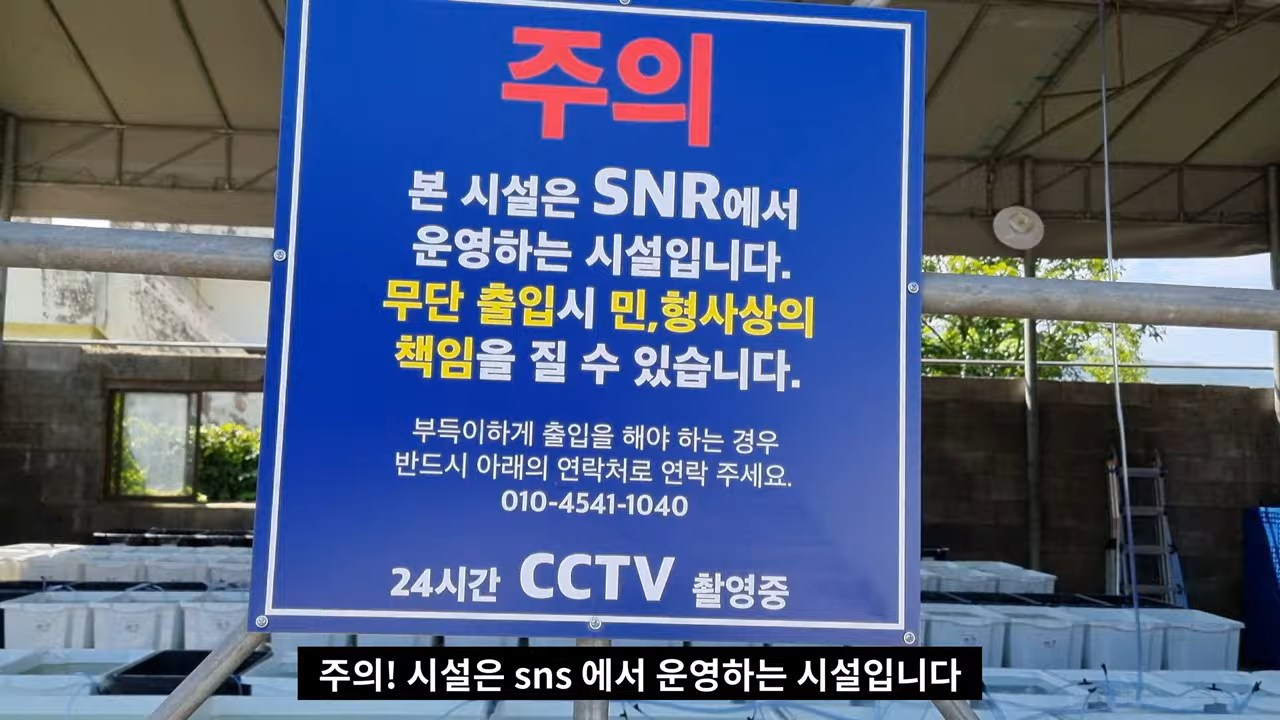 주의
본 시설은 SNR에서
운영하는 시설입니다.
무단 출입시 민,형사상의
책임을 질 수 있습니다.
부득이하게 출입을 해야 하는 경우
반드시 아래의 연락처로 연락 주세요.
010-4541-1040
24시간 CCTV 촬영중
주의! 시설은 sns 에서 운영하는 시설입니다